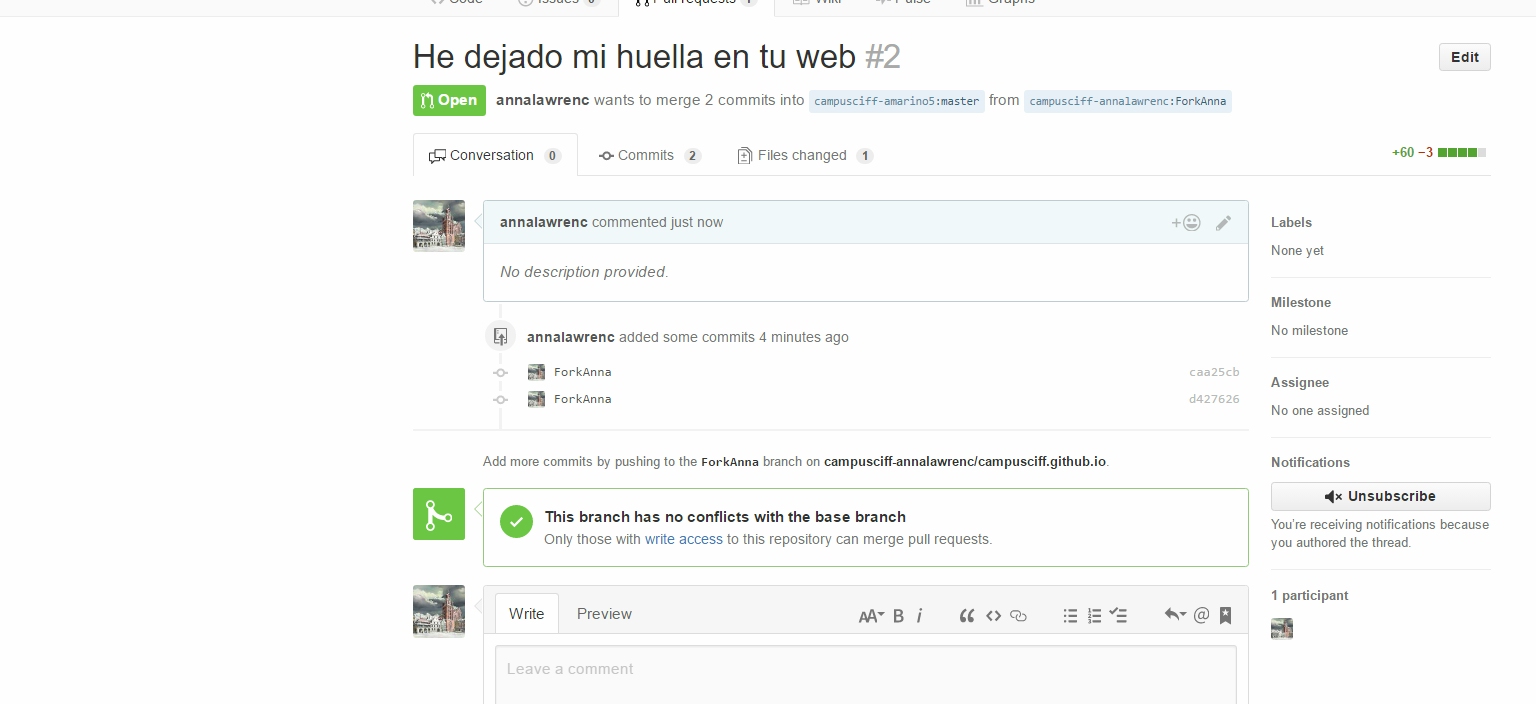 Code Issues 0 Pull requests 1 Wiki Pulse Graphs
He dejado mi huella en tu web #2
Edit
Open annalawrenc wants to merge 2 commits into campusciff-amarino5:master from campusciff-annalawrenc:ForkAnna
Conversation 0 Commits 2 Files changed 1 +60 −3
annalawrenc commented just now
No description provided.
annalawrenc added some commits 4 minutes ago
ForkAnna caa25cb
ForkAnna d427626
Add more commits by pushing to the ForkAnna branch on campusciff-annalawrenc/campusciff.github.io.
This branch has no conflicts with the base branch
Only those with write access to this repository can merge pull requests.
Write Preview AA B i @
Leave a comment
Labels
None yet
Milestone
No milestone
Assignee
No one assigned
Notifications
Unsubscribe
You're receiving notifications because
you authored the thread.
1 participant